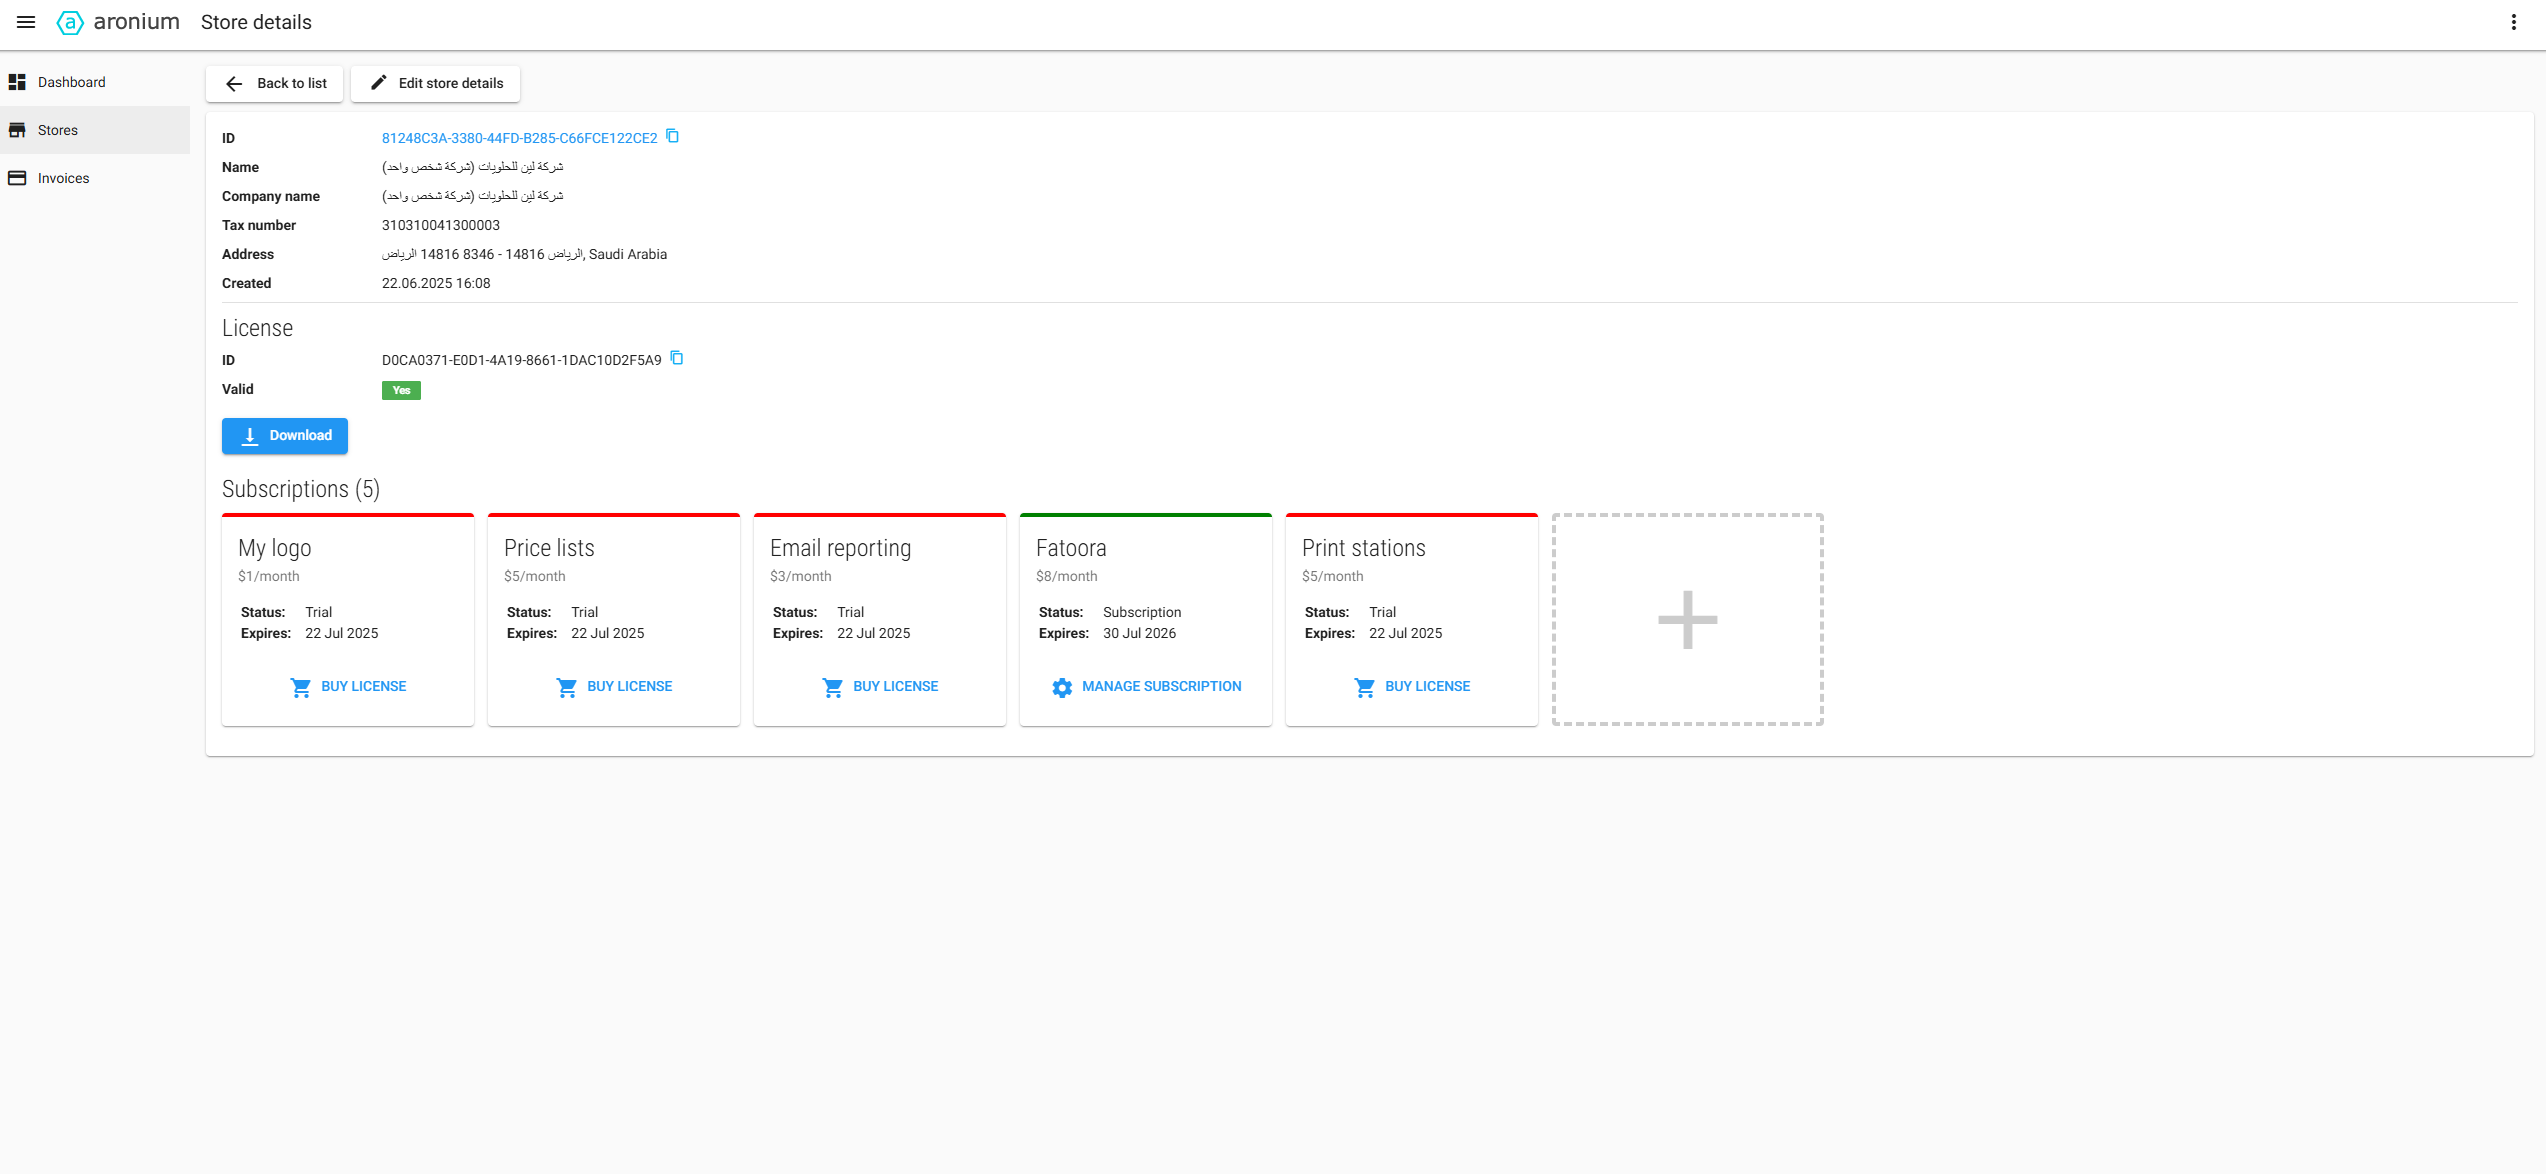 aronium Store details
Dashboard
Stores
Invoices
Back to list Edit store details
ID 81248C3A-3380-44FD-B285-C66FCE122CE2
Name شركة لين للحلويات (شركة شخص واحد)
Company name شركة لين للحلويات (شركة شخص واحد)
Tax number 310310041300003
Address الرياض 14816 8346 - 14816 الرياض, Saudi Arabia
Created 22.06.2025 16:08
License
ID D0CA0371-E0D1-4A19-8661-1DAC10D2F5A9
Valid Yes
Download
Subscriptions (5)
My logo
$1/month
Status: Trial
Expires: 22 Jul 2025
BUY LICENSE
Price lists
$5/month
Status: Trial
Expires: 22 Jul 2025
BUY LICENSE
Email reporting
$3/month
Status: Trial
Expires: 22 Jul 2025
BUY LICENSE
Fatoora
$8/month
Status: Subscription
Expires: 30 Jul 2026
MANAGE SUBSCRIPTION
Print stations
$5/month
Status: Trial
Expires: 22 Jul 2025
BUY LICENSE